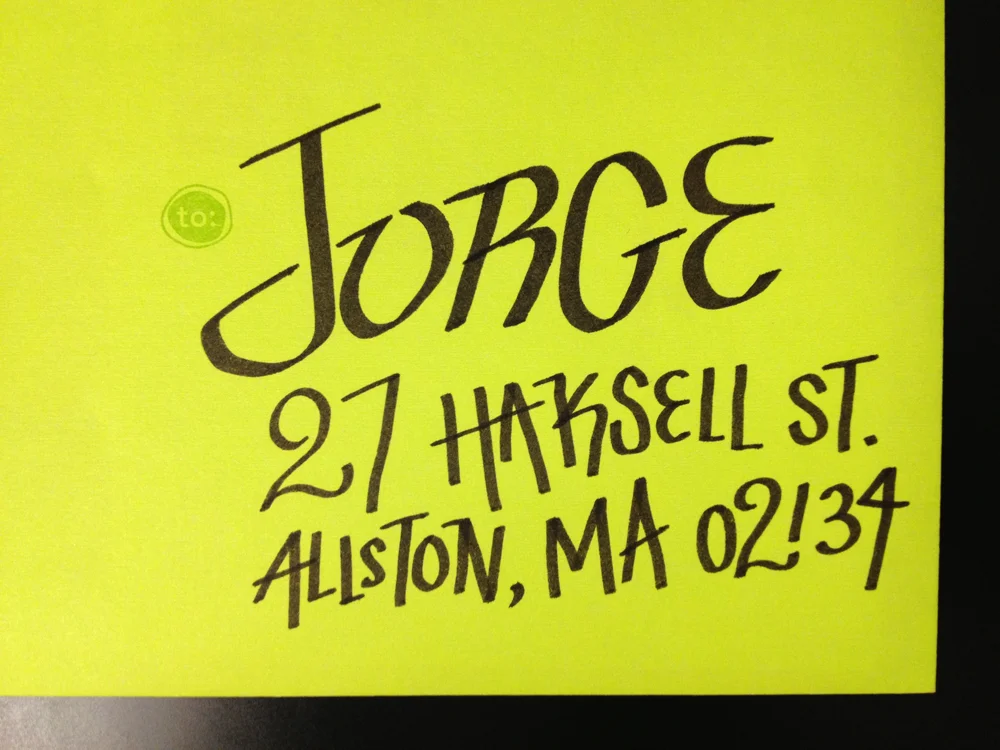 to:
JORGE
27 HAKSELL ST.
ALLSTON, MA 02134